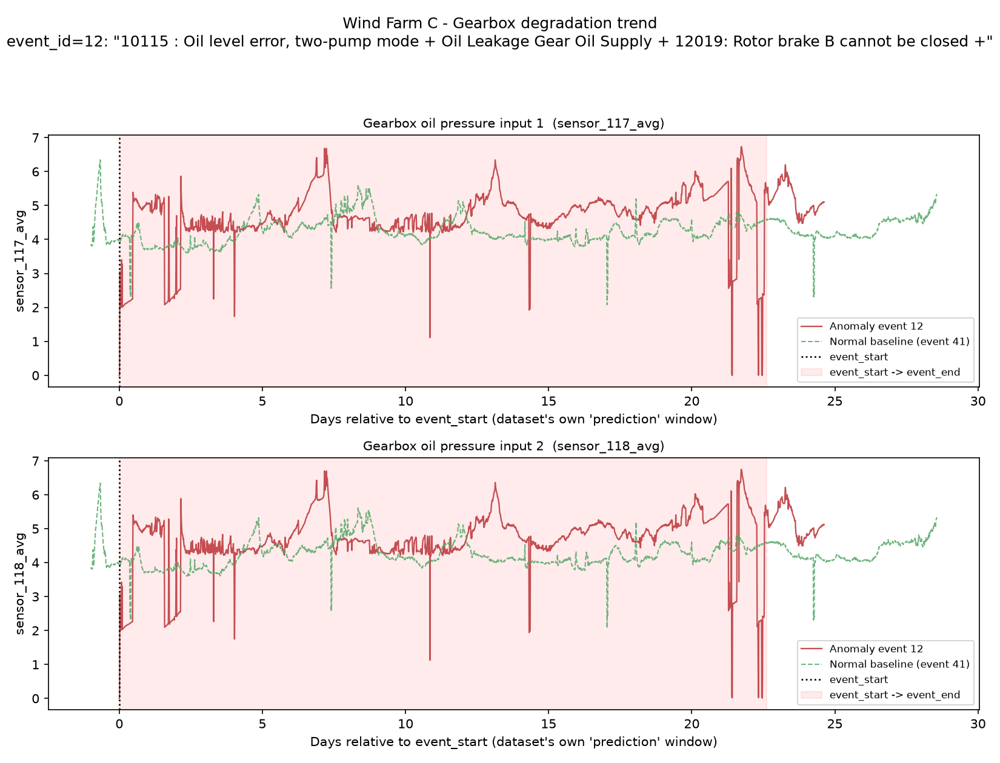 Wind Farm C - Gearbox degradation trend
event_id=12: "10115 : Oil level error, two-pump mode + Oil Leakage Gear Oil Supply + 12019: Rotor brake B cannot be closed +"
Gearbox oil pressure input 1  (sensor_117_avg)
sensor_117_avg
7
6
5
4
3
2
1
0
Anomaly event 12
Normal baseline (event 41)
event_start
event_start -> event_end
0 5 10 15 20 25 30
Days relative to event_start (dataset's own 'prediction' window)
Gearbox oil pressure input 2  (sensor_118_avg)
sensor_118_avg
7
6
5
4
3
2
1
0
Anomaly event 12
Normal baseline (event 41)
event_start
event_start -> event_end
0 5 10 15 20 25 30
Days relative to event_start (dataset's own 'prediction' window)